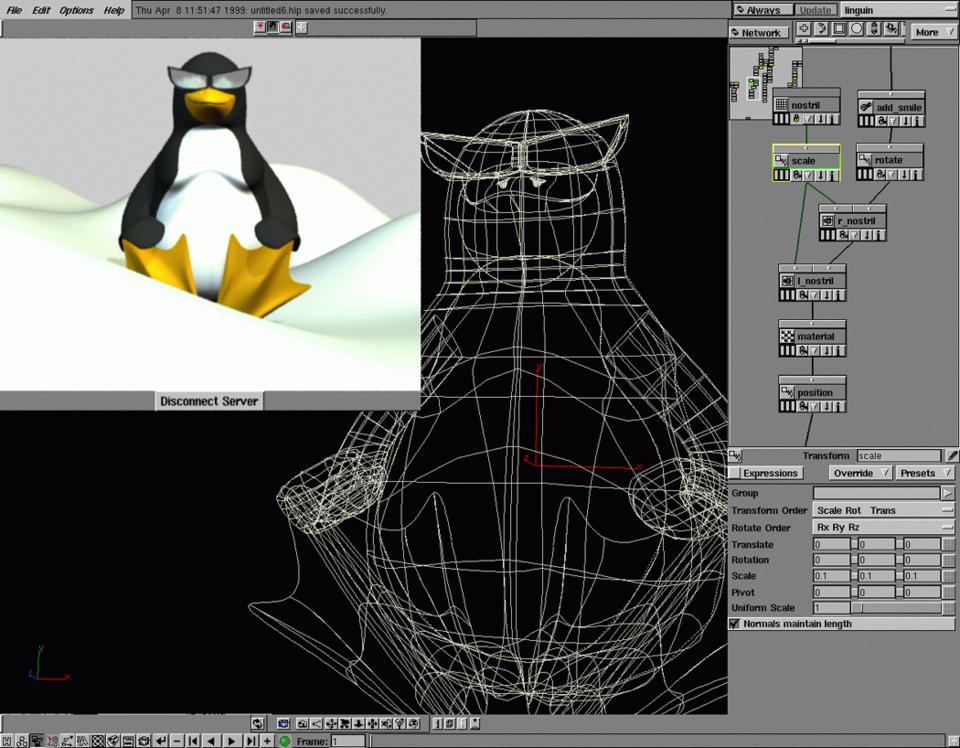 File Edit Options Help
Thu Apr 8 11:51:47 1999: untitled6.hip saved successfully.
Always Update linguin
Network More
nostril
add_smile
scale
rotate
r_nostril
l_nostril
material
position
Disconnect Server
Transform scale
Expressions Override Presets
Group
Transform Order Scale Rot Trans
Rotate Order Rx Ry Rz
Translate 0 0 0
Rotation 0 0 0
Scale 0.1 0.1 0.1
Pivot 0 0 0
Uniform Scale 1
Normals maintain length
y
z x
y
z x
Frame: 1